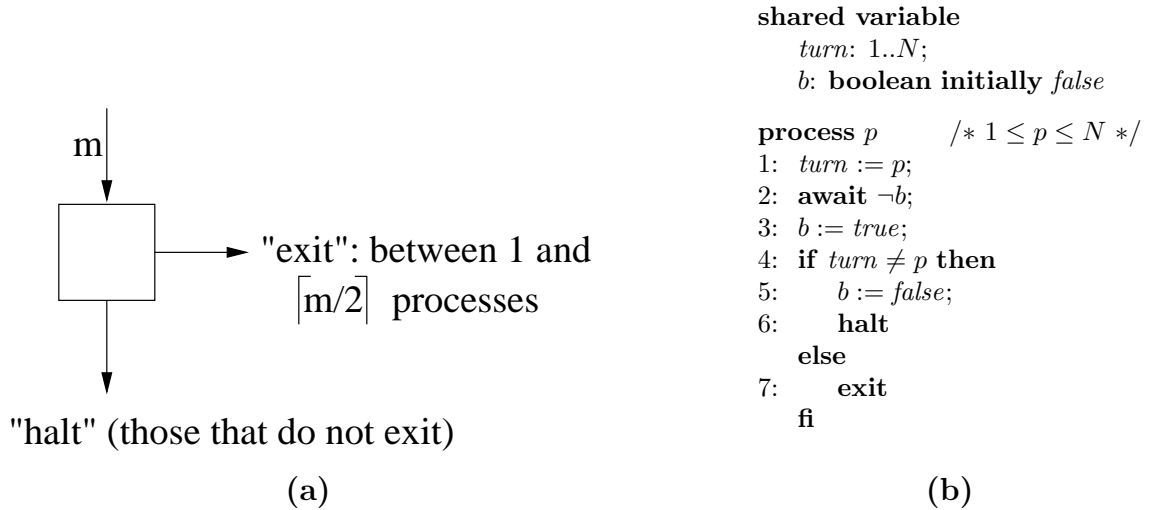 m
"exit": between 1 and
⌈m/2⌉ processes
"halt" (those that do not exit)
(a)
shared variable
turn: 1..N;
b: boolean initially false
process p /∗ 1 ≤ p ≤ N ∗/
1: turn := p;
2: await ¬b;
3: b := true;
4: if turn ≠ p then
5: b := false;
6: halt
else
7: exit
fi
(b)